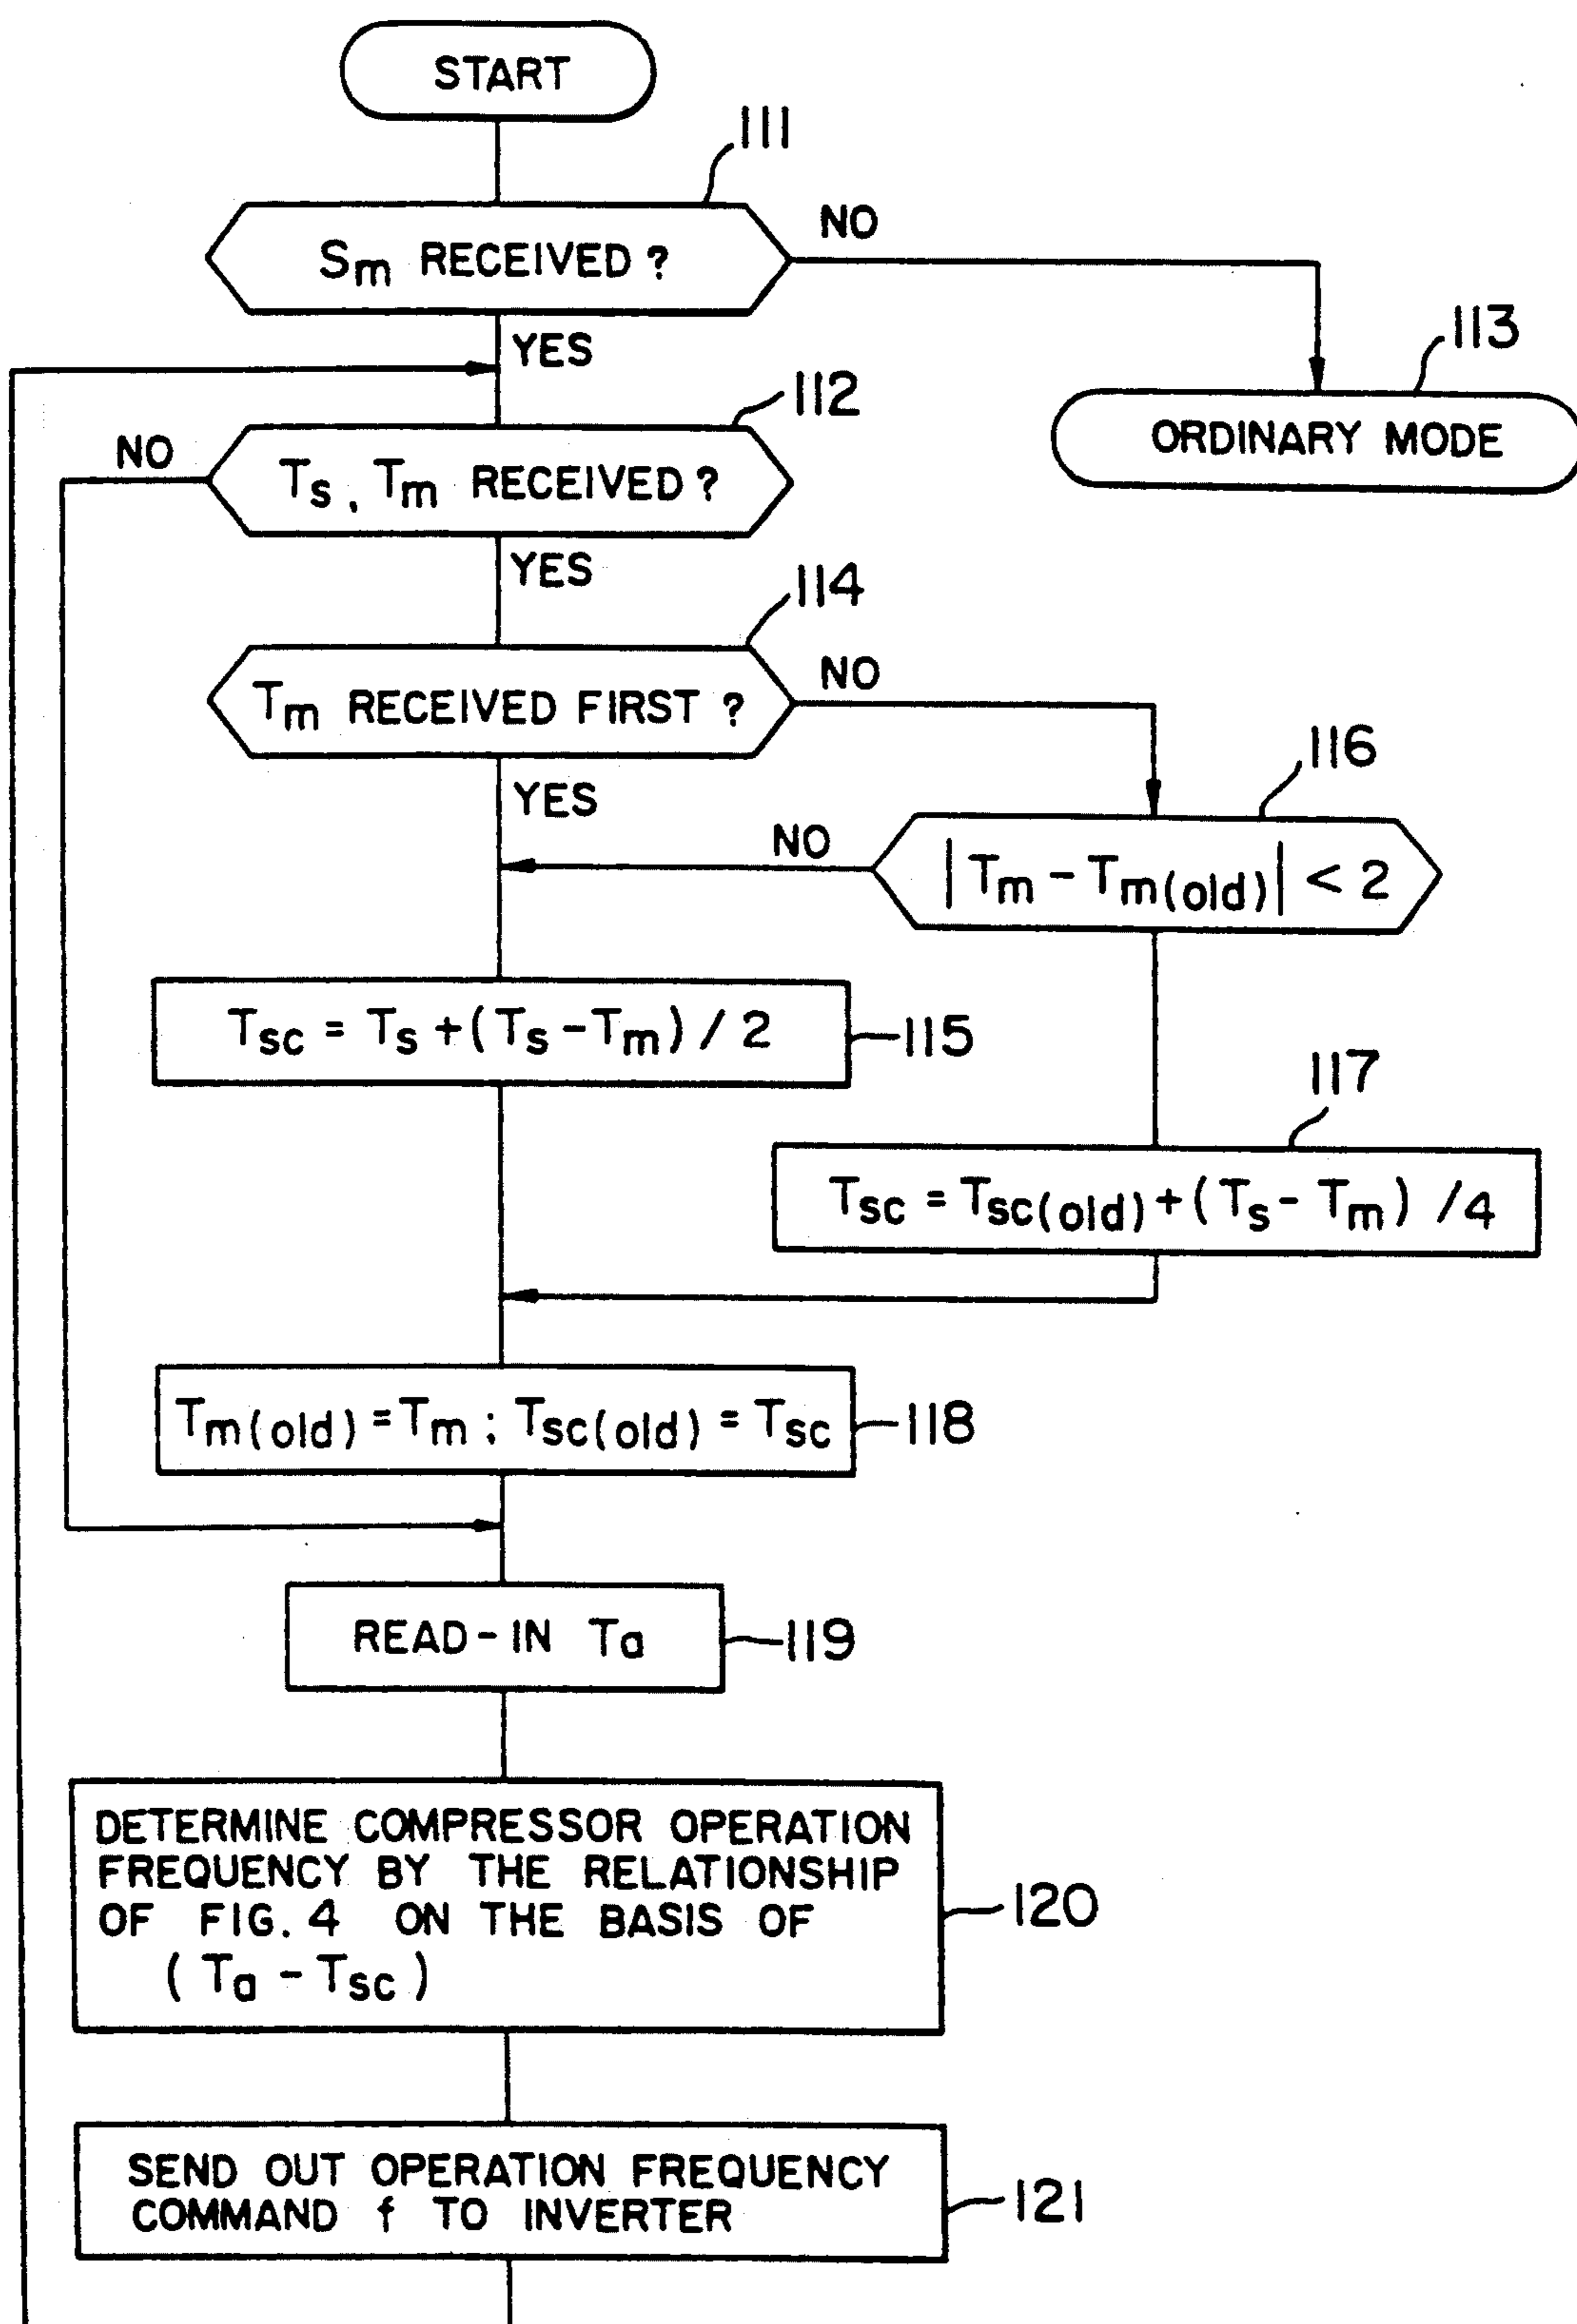 START
111
Sm RECEIVED ?
NO
YES
113
ORDINARY MODE
112
NO
Ts , Tm RECEIVED ?
YES
114
Tm RECEIVED FIRST ?
NO
YES
116
NO
| Tm - Tm(old) | < 2
Tsc = Ts + (Ts - Tm) / 2
115
117
Tsc = Tsc(old) + (Ts - Tm) / 4
Tm(old) = Tm ; Tsc(old) = Tsc
118
READ-IN Ta
119
DETERMINE COMPRESSOR OPERATION
FREQUENCY BY THE RELATIONSHIP
OF FIG. 4 ON THE BASIS OF
( Ta - Tsc )
120
SEND OUT OPERATION FREQUENCY
COMMAND f TO INVERTER
121